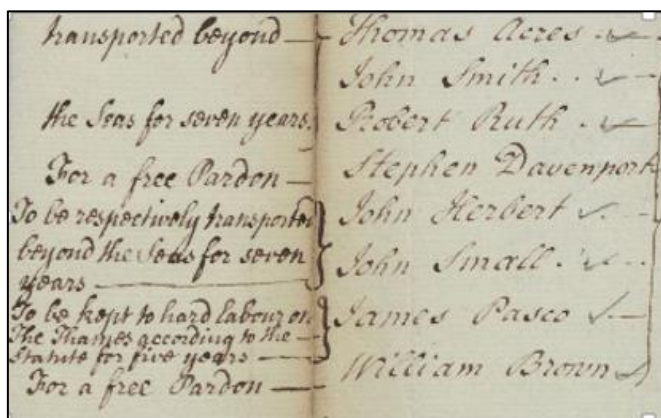 transported beyond — Thomas Acres
John Smith
the Seas for seven years. Robert Ruth
For a free Pardon — Stephen Davenport
To be respectively transported John Herbert
beyond the Seas for seven John Small
years —
To be kept to hard labour on James Pasco
The Thames according to the —
Statute for five years — William Brown
For a free Pardon —